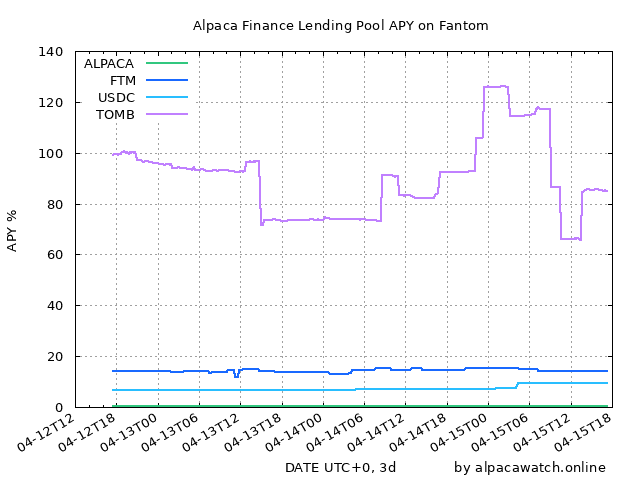 Alpaca Finance Lending Pool APY on Fantom
140
120
100
80
60
40
20
0
APY %
ALPACA
FTM
USDC
TOMB
04-12T12
04-12T18
04-13T00
04-13T06
04-13T12
04-13T18
04-14T00
04-14T06
04-14T12
04-14T18
04-15T00
04-15T06
04-15T12
04-15T18
DATE UTC+0, 3d
by alpacawatch.online